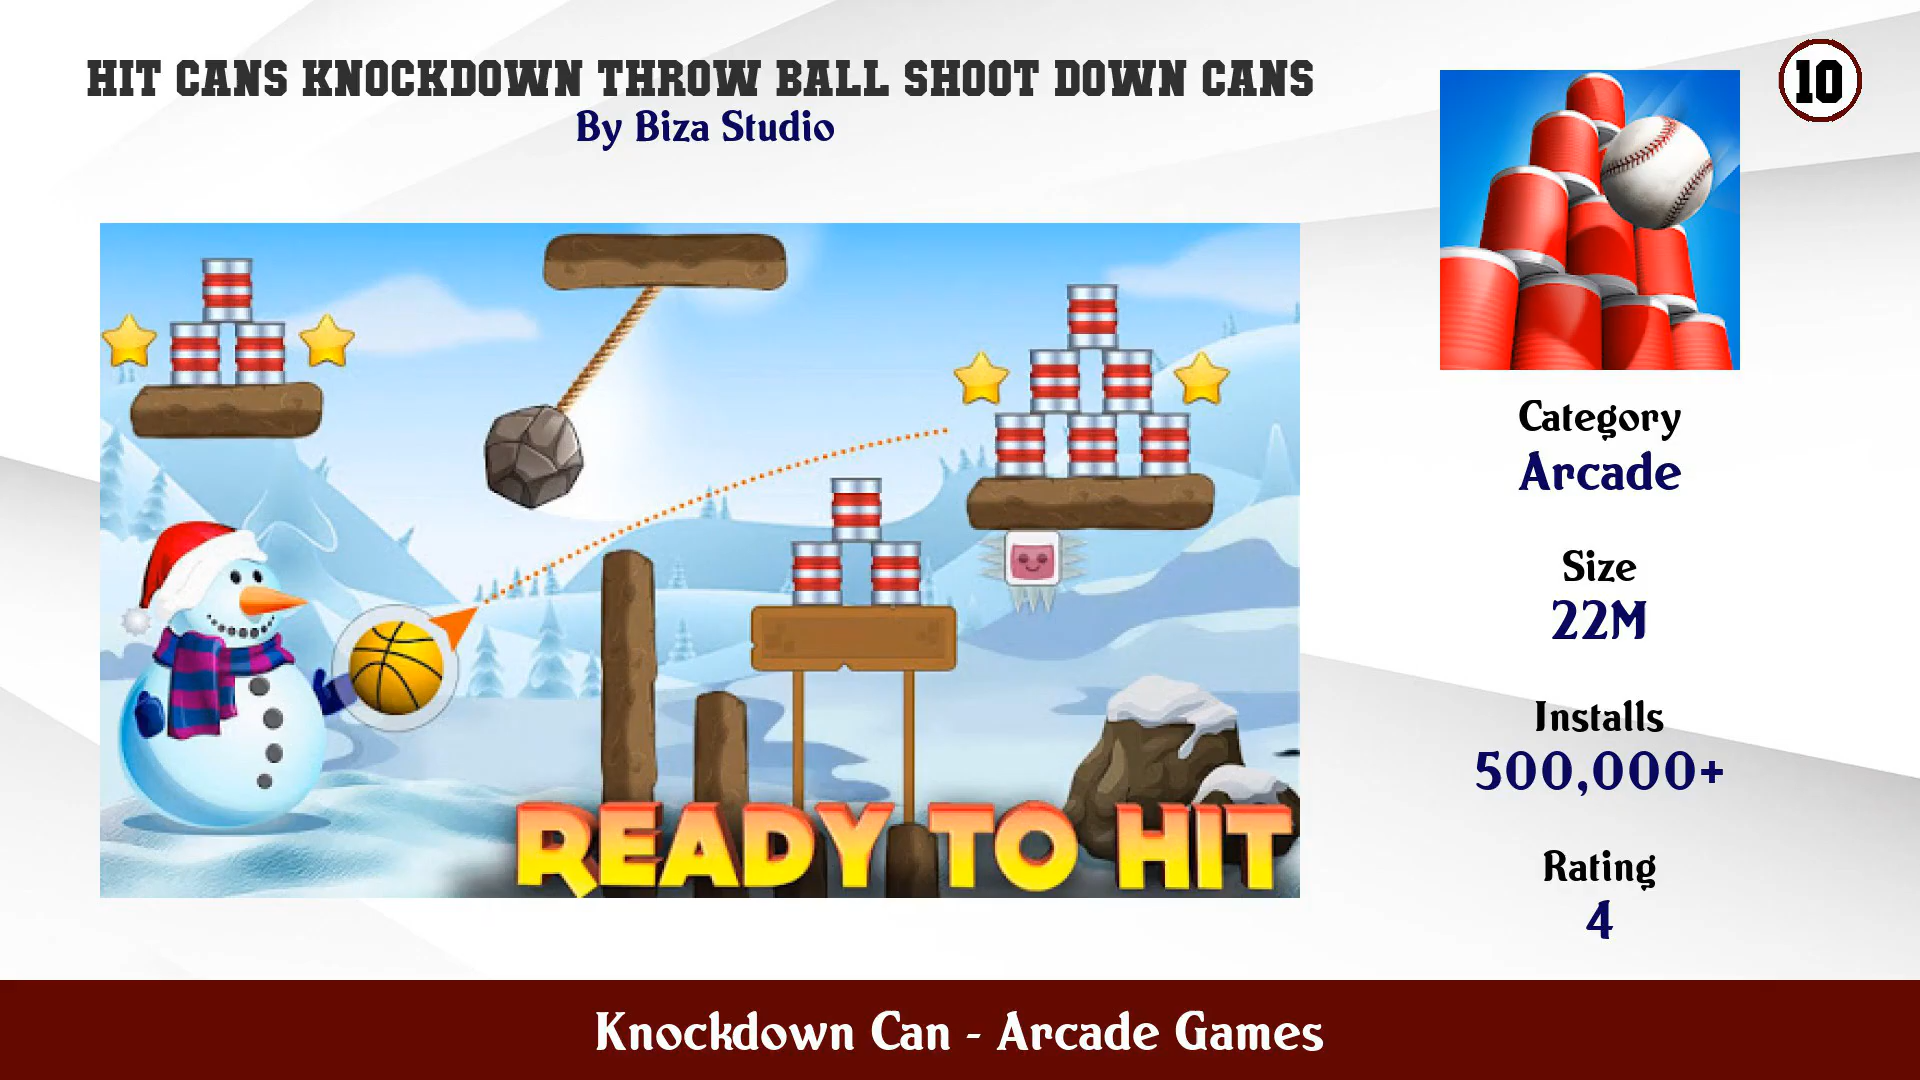 HIT CANS KNOCKDOWN THROW BALL SHOOT DOWN CANS
By Biza Studio
10
READY TO HIT
Category
Arcade
Size
22M
Installs
500,000+
Rating
4
Knockdown Can - Arcade Games